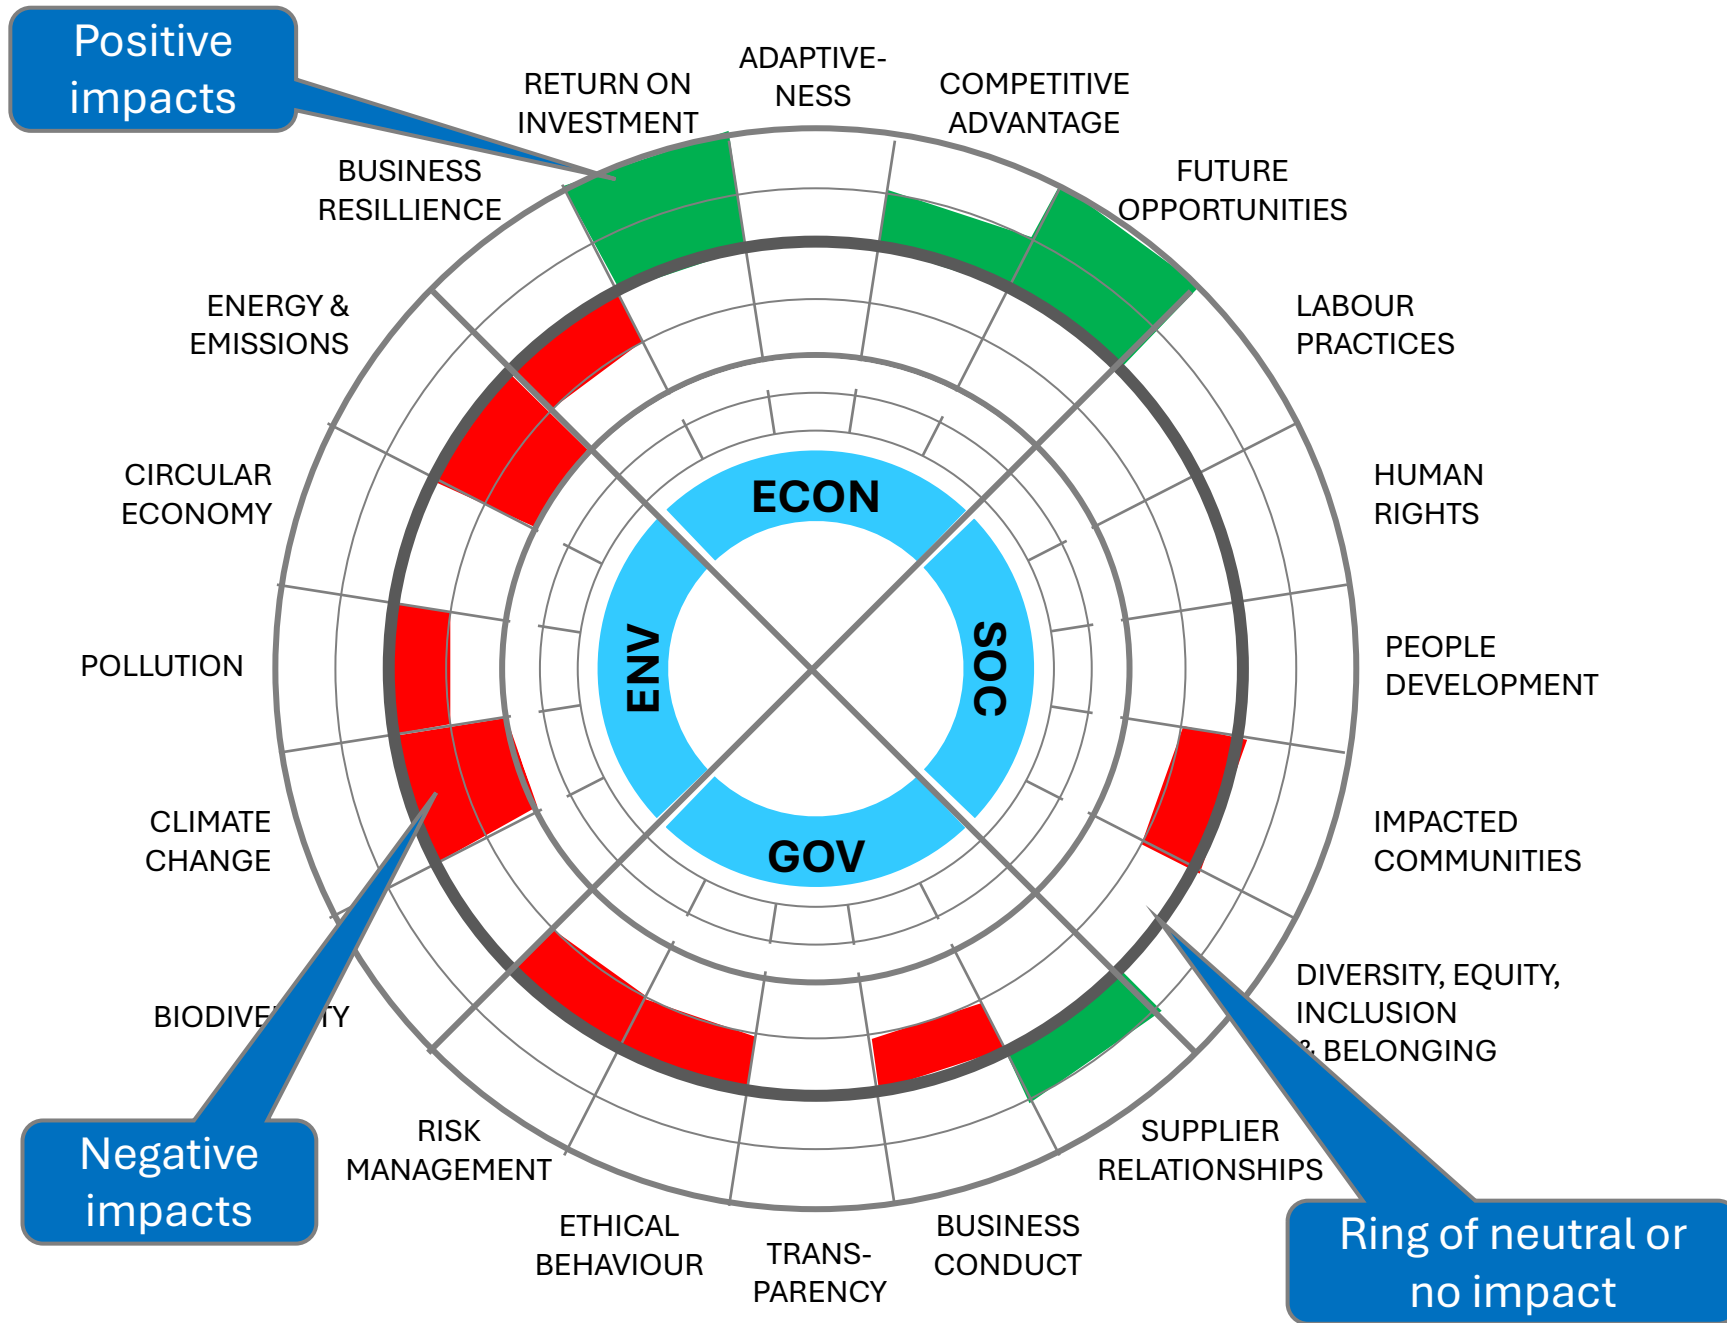 Positive
impacts
ADAPTIVE-
NESS
RETURN ON
INVESTMENT
COMPETITIVE
ADVANTAGE
BUSINESS
RESILLIENCE
FUTURE
OPPORTUNITIES
ENERGY &
EMISSIONS
LABOUR
PRACTICES
CIRCULAR
ECONOMY
HUMAN
RIGHTS
ECON
ENV
SOC
GOV
POLLUTION
PEOPLE
DEVELOPMENT
CLIMATE
CHANGE
IMPACTED
COMMUNITIES
DIVERSITY, EQUITY,
INCLUSION
& BELONGING
RISK
MANAGEMENT
SUPPLIER
RELATIONSHIPS
Negative
impacts
ETHICAL
BEHAVIOUR
TRANS-
PARENCY
BUSINESS
CONDUCT
Ring of neutral or
no impact